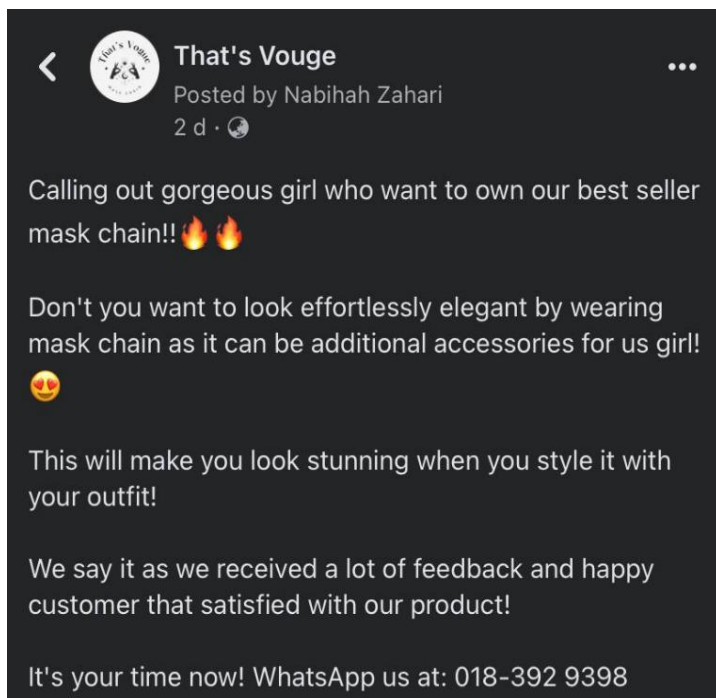 That's Vogue
MASK CHAIN
That's Vouge
Posted by Nabihah Zahari
2 d ·
Calling out gorgeous girl who want to own our best seller
mask chain!!🔥🔥
Don't you want to look effortlessly elegant by wearing
mask chain as it can be additional accessories for us girl!
😍
This will make you look stunning when you style it with
your outfit!
We say it as we received a lot of feedback and happy
customer that satisfied with our product!
It's your time now! WhatsApp us at: 018-392 9398